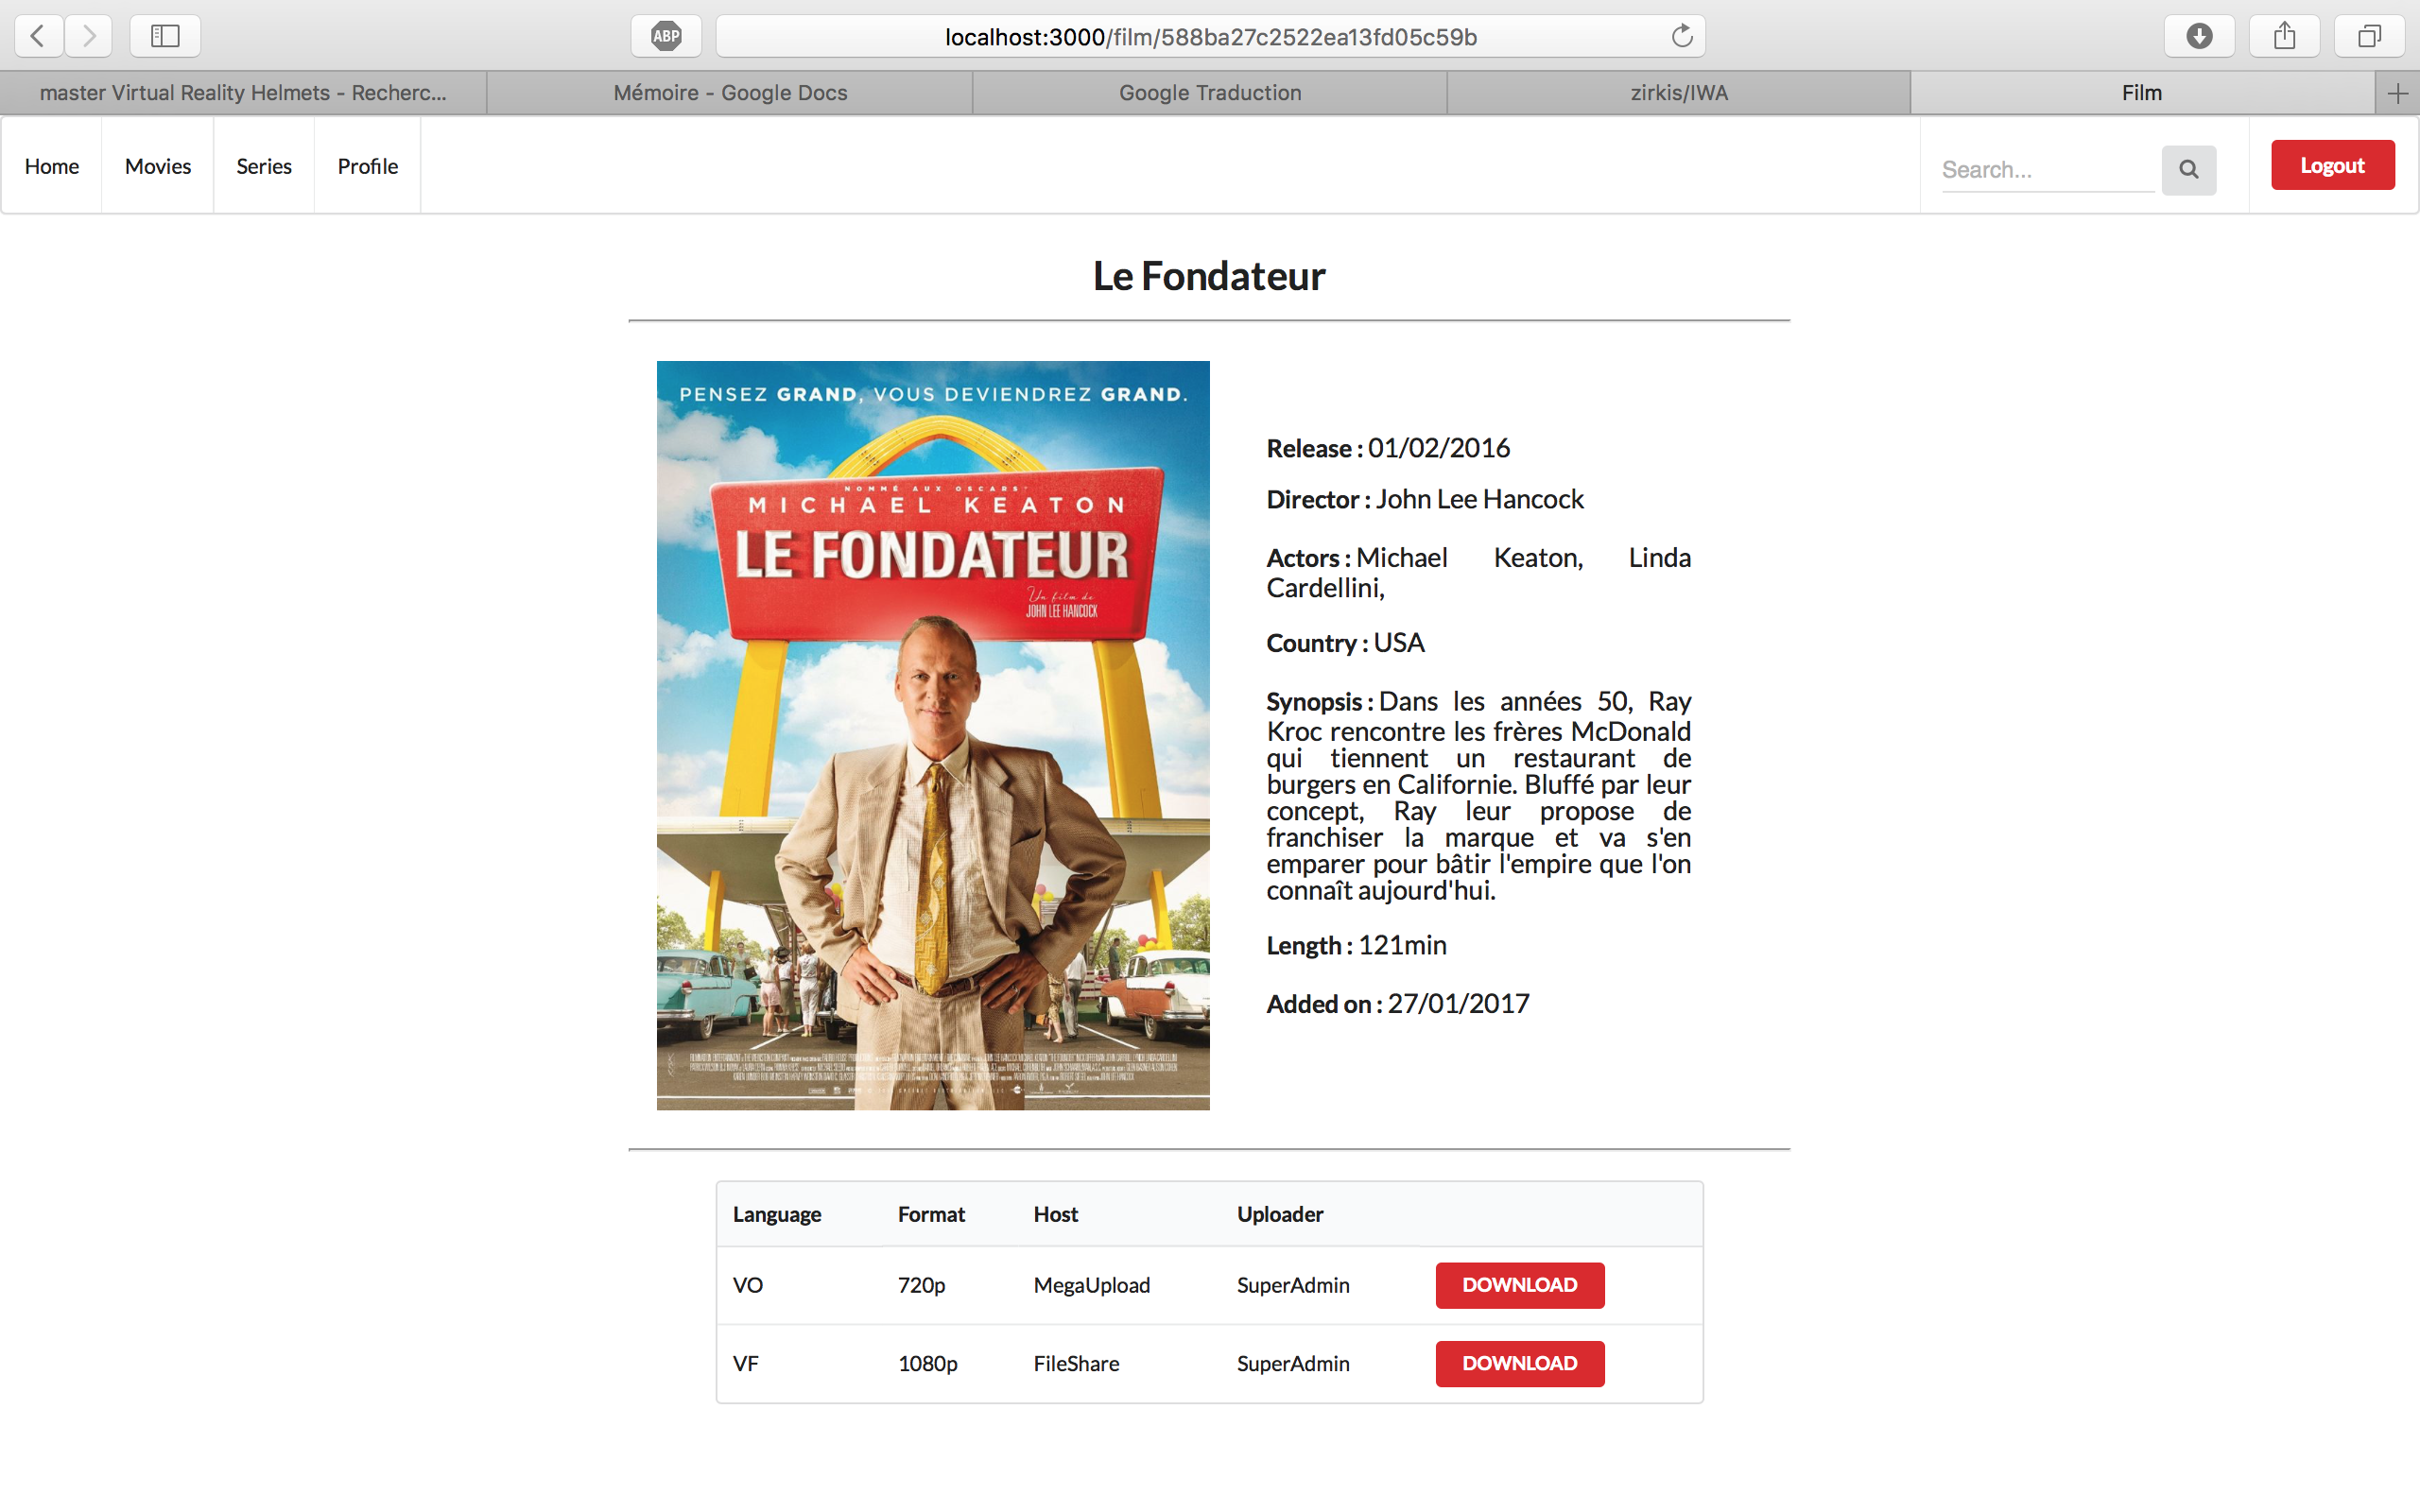 ABP
localhost:3000/film/588ba27c2522ea13fd05c59b
master Virtual Reality Helmets - Recherc...
Mémoire - Google Docs
Google Traduction
zirkis/IWA
Film
Home
Movies
Series
Profile
Search...
Logout
Le Fondateur
PENSEZ GRAND, VOUS DEVIENDREZ GRAND.
NOMMÉ AUX OSCARS
MICHAEL KEATON
LE FONDATEUR
Un film de
JOHN LEE HANCOCK
Release : 01/02/2016
Director : John Lee Hancock
Actors : Michael Keaton, Linda
Cardellini,
Country : USA
Synopsis : Dans les années 50, Ray
Kroc rencontre les frères McDonald
qui tiennent un restaurant de
burgers en Californie. Bluffé par leur
concept, Ray leur propose de
franchiser la marque et va s'en
emparer pour bâtir l'empire que l'on
connaît aujourd'hui.
Length : 121min
Added on : 27/01/2017
Language Format Host Uploader
VO 720p MegaUpload SuperAdmin DOWNLOAD
VF 1080p FileShare SuperAdmin DOWNLOAD